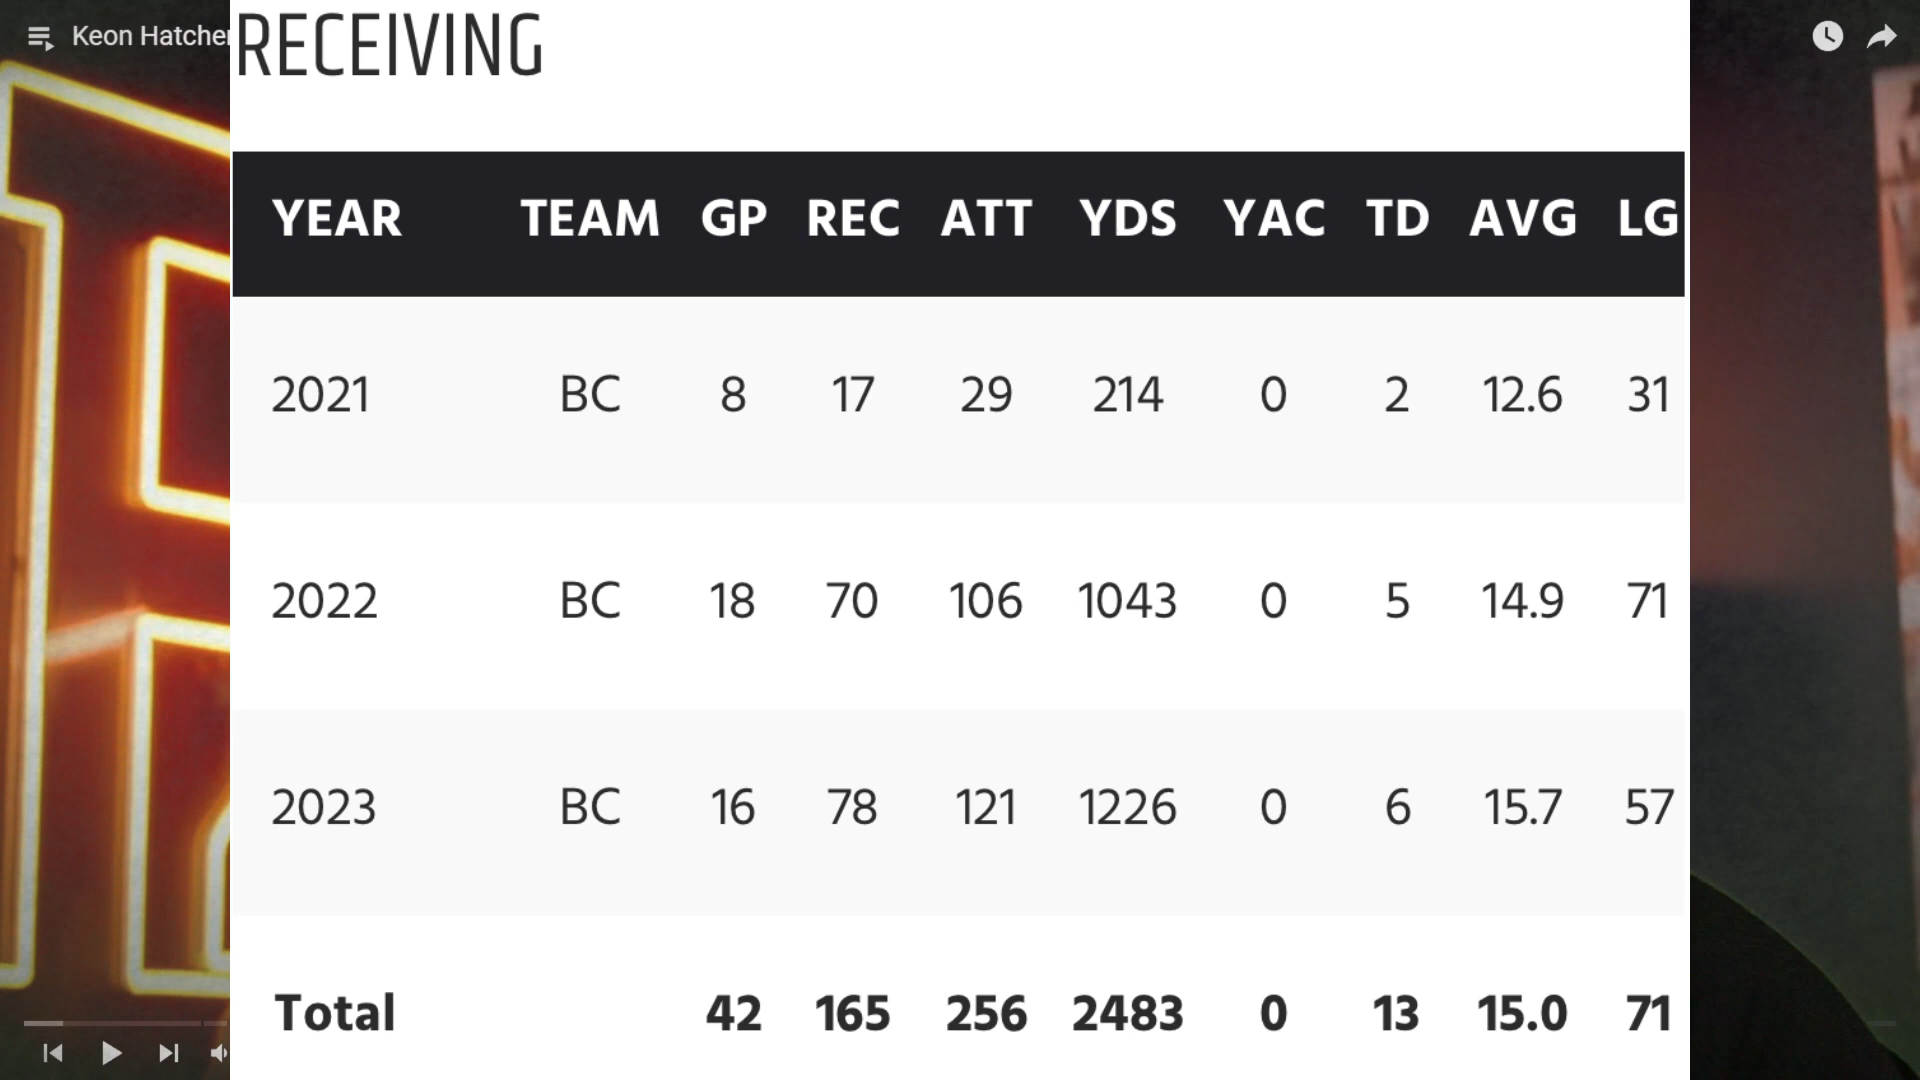 Keon Hatcher
RECEIVING
YEAR TEAM GP REC ATT YDS YAC TD AVG LG
2021 BC 8 17 29 214 0 2 12.6 31
2022 BC 18 70 106 1043 0 5 14.9 71
2023 BC 16 78 121 1226 0 6 15.7 57
Total 42 165 256 2483 0 13 15.0 71